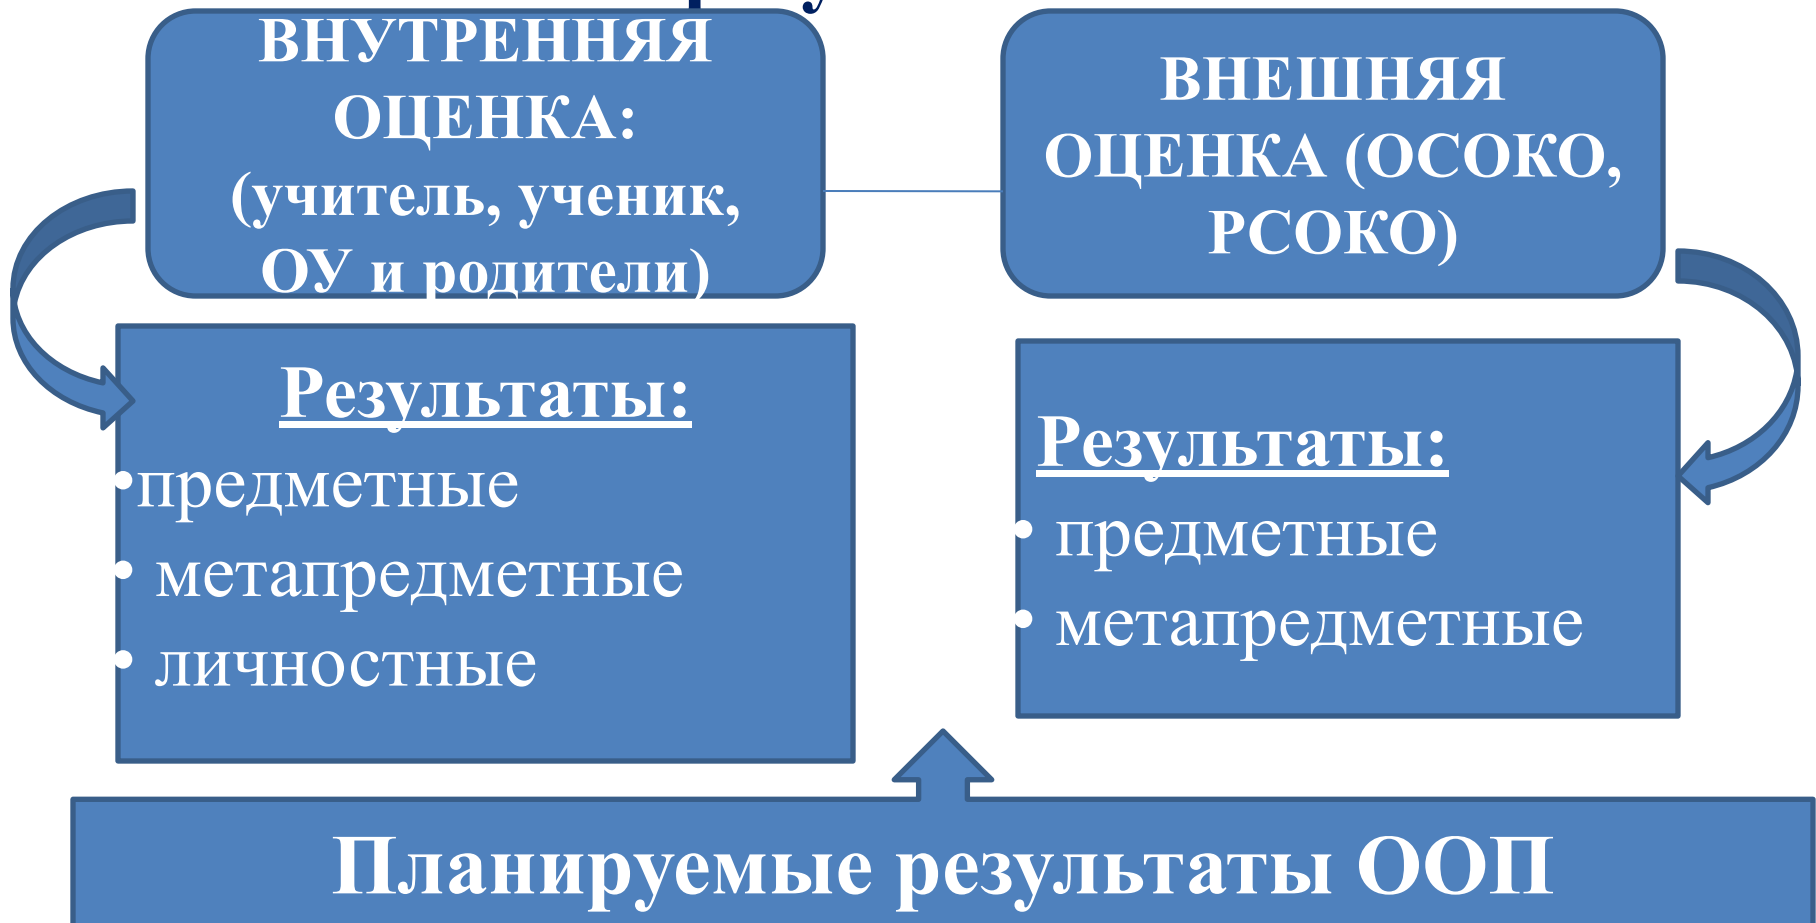 ВНУТРЕННЯЯ
ОЦЕНКА:
(учитель, ученик,
ОУ и родители)
ВНЕШНЯЯ
ОЦЕНКА (ОСОКО,
РСОКО)
Результаты:
•предметные
• метапредметные
• личностные
Результаты:
• предметные
• метапредметные
Планируемые результаты ООП